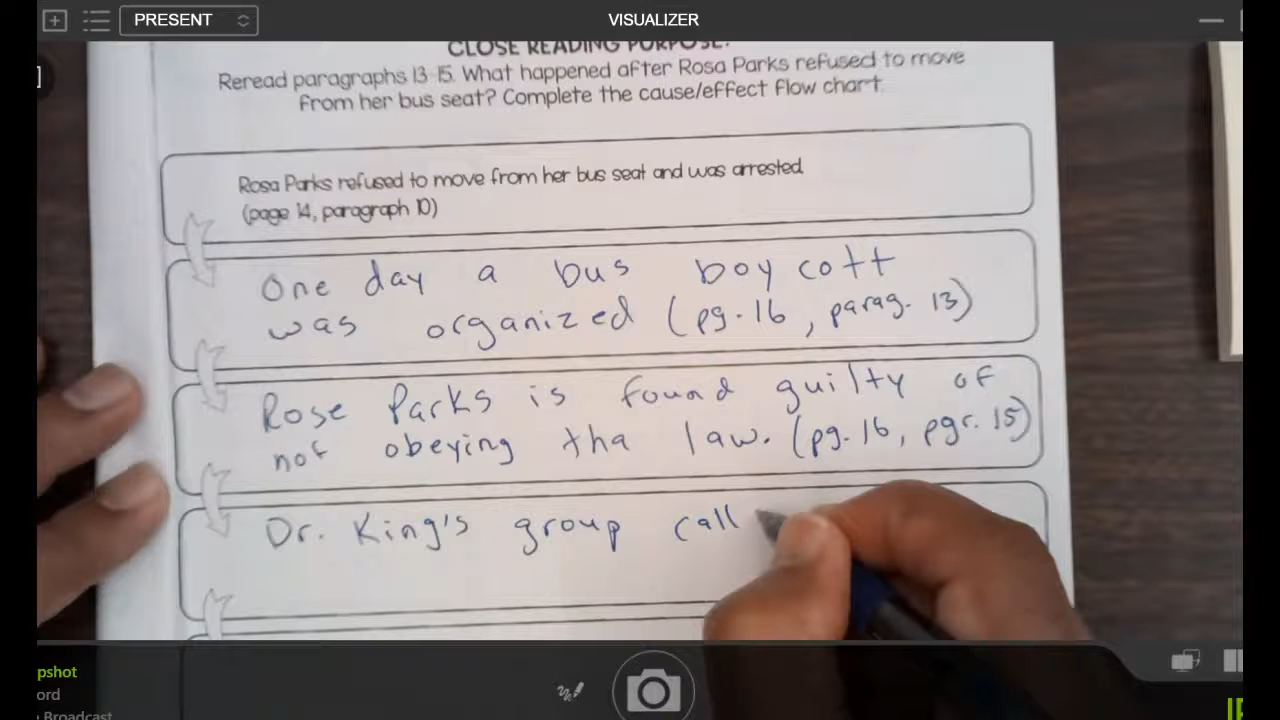 PRESENT
VISUALIZER
CLOSE READING PURPOSE:
Reread paragraphs 13-15. What happened after Rosa Parks refused to move
from her bus seat? Complete the cause/effect flow chart.
Rosa Parks refused to move from her bus seat and was arrested.
(page 14, paragraph 10)
One day a bus boycott
was organized (pg. 16, parag. 13)
Rose Parks is found guilty of
not obeying tha law. (pg. 16, pgr. 15)
Dr. King's group call
pshot
ord
Broadcast